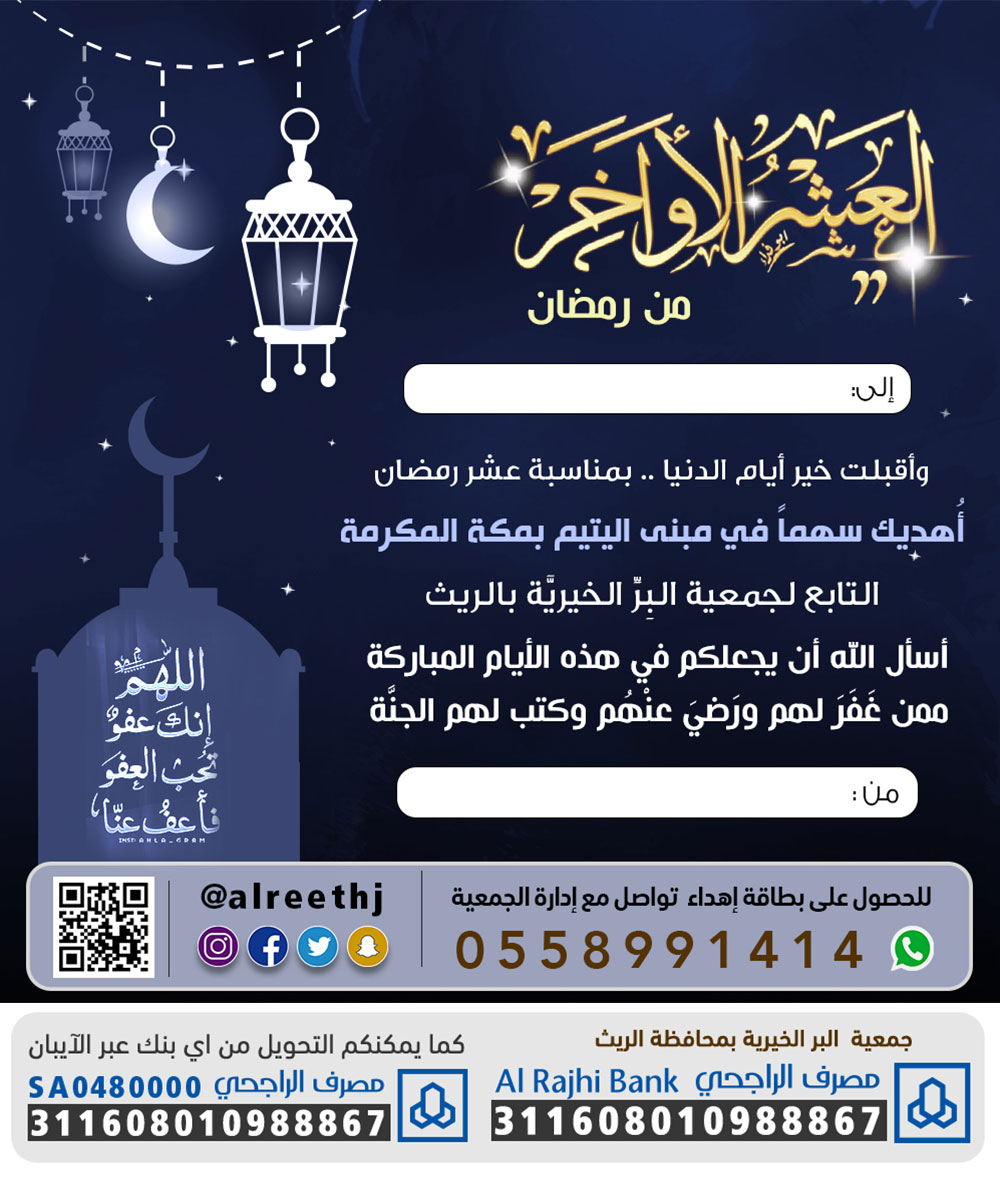 العَشْرُ الأَوَاخِرَ
من رمضان
إلى:
وأقبلت خير أيام الدنيا .. بمناسبة عشر رمضان
أُهديك سهماً في مبنى اليتيم بمكة المكرمة
التابع لجمعية البِرِّ الخيريَّة بالريث
أسأل الله أن يجعلكم في هذه الأيام المباركة
ممن غَفَرَ لهم ورَضيَ عنْهُم وكتب لهم الجنَّة
من :
اللهم
إنك عفو
تحب العفو
فأعف عنا
للحصول على بطاقة إهداء تواصل مع إدارة الجمعية
0558991414
@alreethj
جمعية البر الخيرية بمحافظة الريث
مصرف الراجحي Al Rajhi Bank
311608010988867
كما يمكنكم التحويل من اي بنك عبر الآيبان
مصرف الراجحي SA0480000
311608010988867